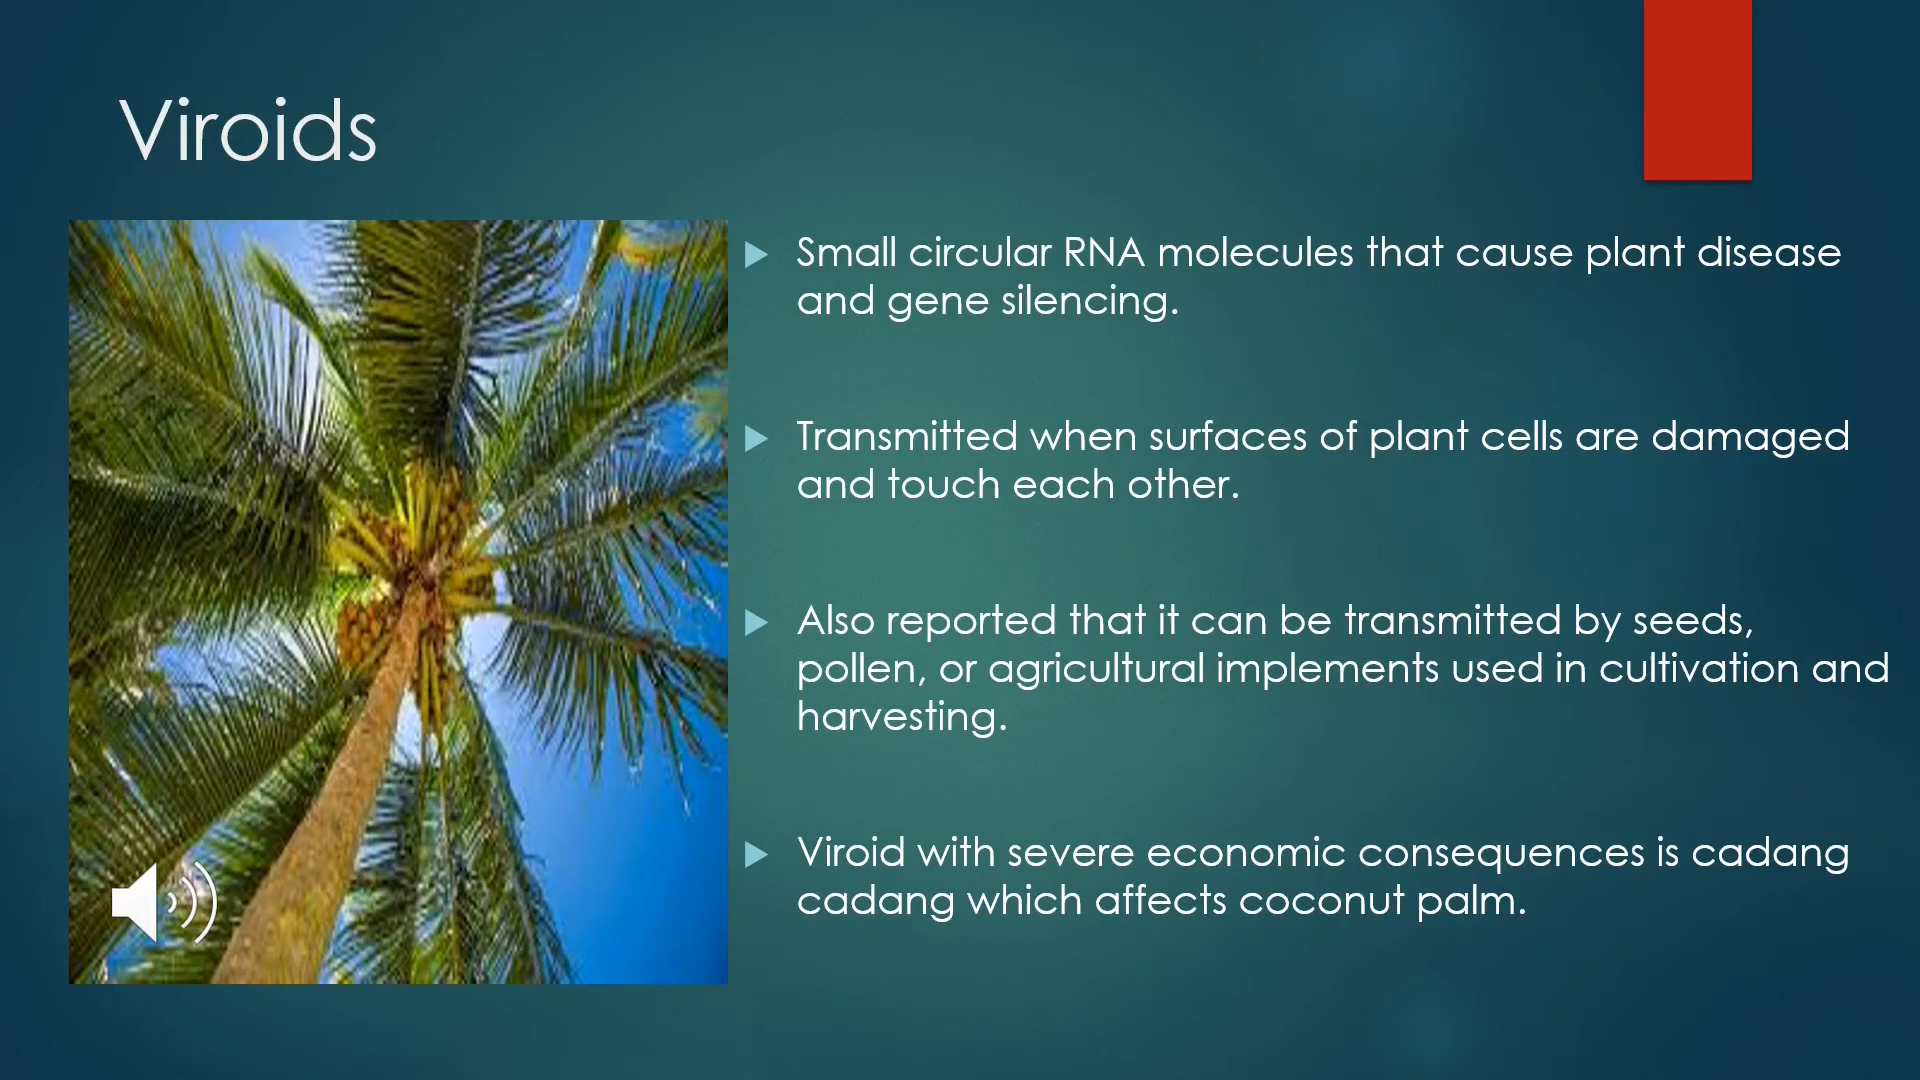 Viroids
Small circular RNA molecules that cause plant disease
and gene silencing.
Transmitted when surfaces of plant cells are damaged
and touch each other.
Also reported that it can be transmitted by seeds,
pollen, or agricultural implements used in cultivation and
harvesting.
Viroid with severe economic consequences is cadang
cadang which affects coconut palm.